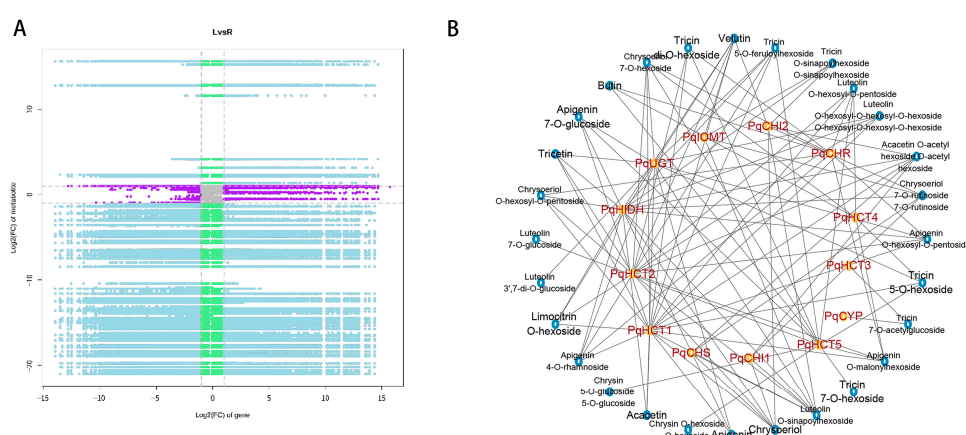 A
LvsR
10
0
−10
−20
Log2(FC) of metabolite
−15
−10
−5
0
5
10
15
Log2(FC) of gene
B
Velutin
Tricin
di-O-hexoside
Tricin
5-O-feruloylhexoside
Chrysoeriol
7-O-hexoside
Tricin
O-sinapoylhexoside
O-sinapoylhexoside
Butin
Luteolin
O-hexosyl-O-pentoside
Luteolin
O-hexosyl-O-hexosyl-O-hexoside
O-hexosyl-O-hexosyl-O-hexoside
Apigenin
7-O-glucoside
PqCHI2
PqIOMT
Acacetin O-acetyl
hexoside O-acetyl
hexoside
Tricetin
PqUGT
PqCHR
Chrysoeriol
O-hexosyl-O-pentoside
Chrysoeriol
7-O-rutinoside
7-O-rutinoside
PqHIDH
PqHCT4
Luteolin
7-O-glucoside
Apigenin
O-hexosyl-O-pentosid
PqHCT2
PqHCT3
Luteolin
3',7-di-O-glucoside
Tricin
5-O-hexoside
Limocitrin
O-hexoside
PqHCT1
PqCYP
Tricin
7-O-acetylglucoside
PqCHS
PqCHI1
PqHCT5
Apigenin
4-O-rhamnoside
Apigenin
O-malonylhexoside
Chrysin
5-O-glucoside
5-O-glucoside
Tricin
7-O-hexoside
Acacetin
Luteolin
O-sinapoylhexoside
Chrysin O-hexoside
Apigenin
Chrysoeriol